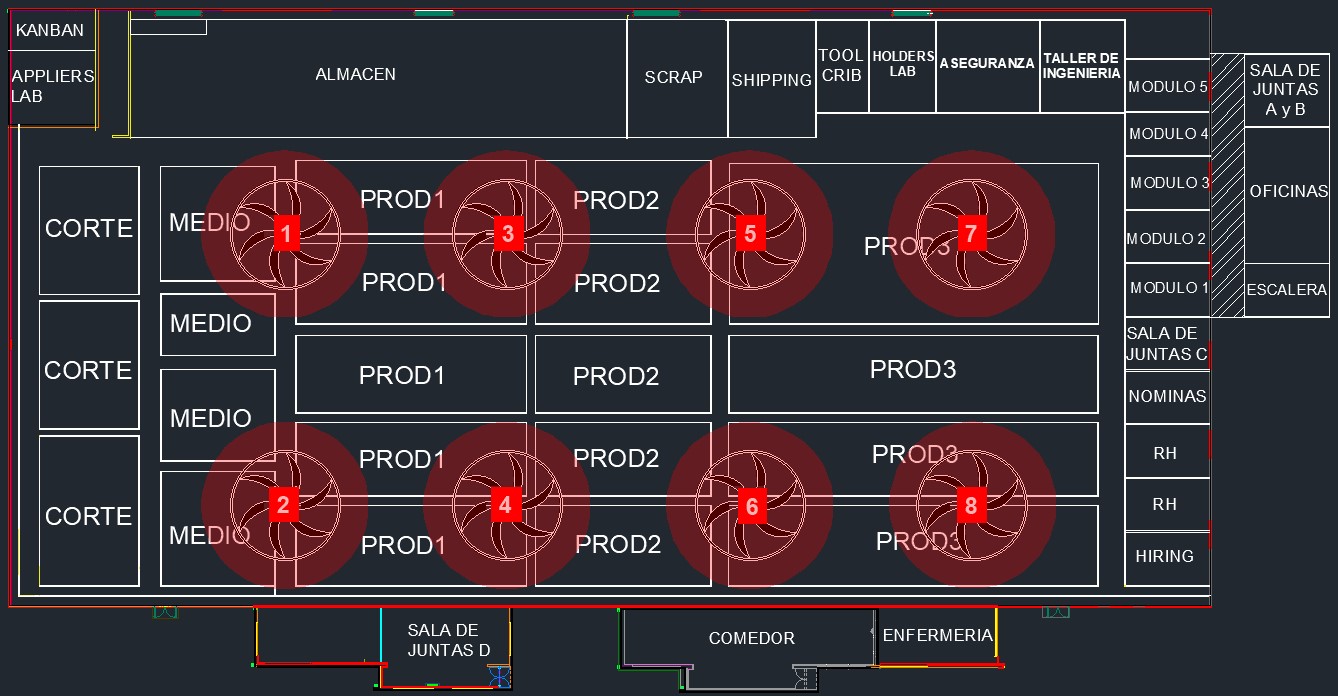 KANBAN
APPLIERS
LAB
ALMACEN
SCRAP
SHIPPING
TOOL
CRIB
HOLDERS
LAB
ASEGURANZA
TALLER DE
INGENIERIA
MODULO 5
MODULO 4
MODULO 3
MODULO 2
MODULO 1
SALA DE
JUNTAS
A y B
OFICINAS
ESCALERA
SALA DE
JUNTAS C
NOMINAS
RH
RH
HIRING
CORTE
CORTE
CORTE
MEDIO
MEDIO
MEDIO
MEDIO
PROD1
PROD1
PROD1
PROD1
PROD1
PROD2
PROD2
PROD2
PROD2
PROD2
PROD3
PROD3
PROD3
PROD3
1
3
5
7
2
4
6
8
SALA DE
JUNTAS D
COMEDOR
ENFERMERIA